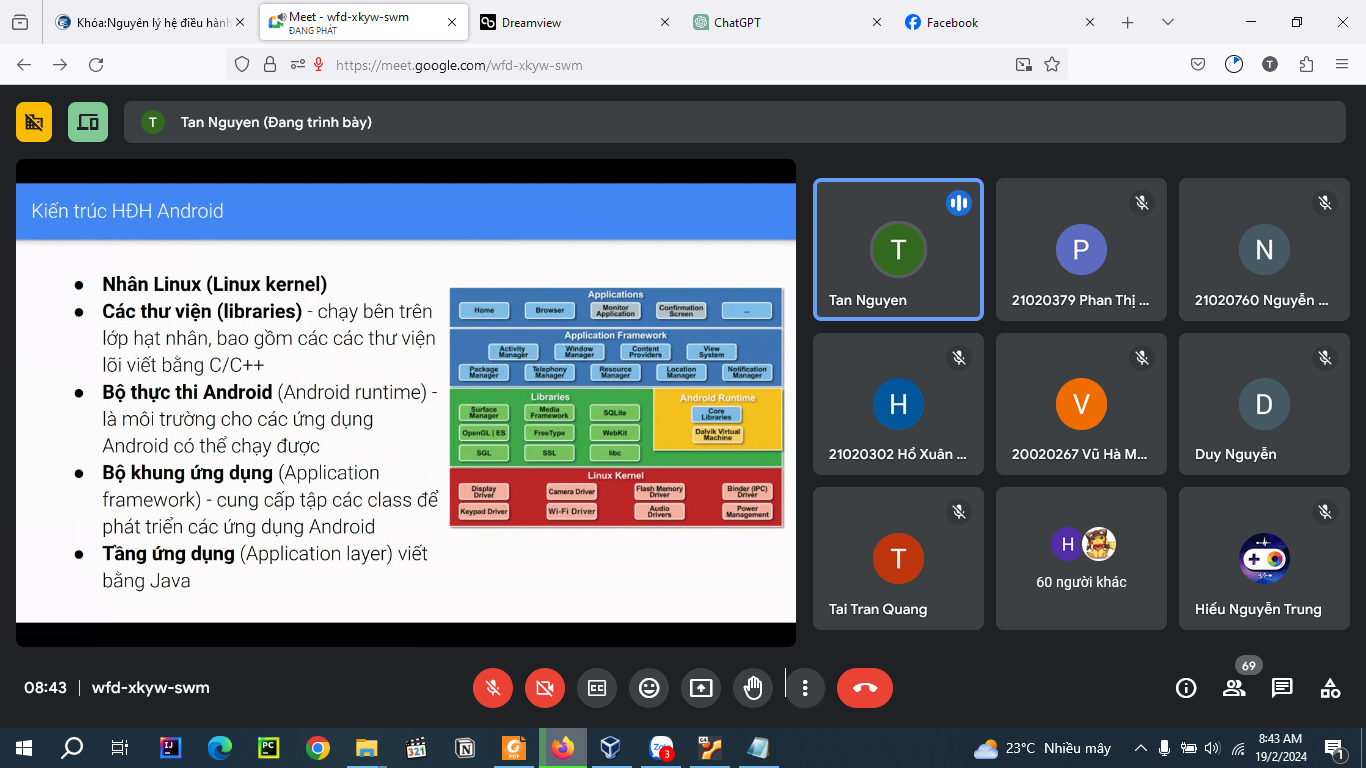 Khóa:Nguyên lý hệ điều hành
Meet - wfd-xkyw-swm
ĐANG PHÁT
Dreamview
ChatGPT
Facebook
https://meet.google.com/wfd-xkyw-swm
T
T
Tan Nguyen (Đang trình bày)
Kiến trúc HĐH Android
● Nhân Linux (Linux kernel)
● Các thư viện (libraries) - chạy bên trên
lớp hạt nhân, bao gồm các các thư viện
lõi viết bằng C/C++
● Bộ thực thi Android (Android runtime) -
là môi trường cho các ứng dụng
Android có thể chạy được
● Bộ khung ứng dụng (Application
framework) - cung cấp tập các class để
phát triển các ứng dụng Android
● Tầng ứng dụng (Application layer) viết
bằng Java
Applications
Home
Browser
Monitor Application
Confirmation Screen
...
Application Framework
Activity Manager
Window Manager
Content Providers
View System
Package Manager
Telephony Manager
Resource Manager
Location Manager
Notification Manager
Libraries
Surface Manager
Media Framework
SQLite
OpenGL | ES
FreeType
WebKit
SGL
SSL
libc
Android Runtime
Core Libraries
Dalvik Virtual Machine
Linux Kernel
Display Driver
Camera Driver
Flash Memory Driver
Binder (IPC) Driver
Keypad Driver
Wi-Fi Driver
Audio Drivers
Power Management
T
Tan Nguyen
P
21020379 Phan Thị ...
N
21020760 Nguyễn ...
H
21020302 Hồ Xuân ...
V
20020267 Vũ Hà M...
D
Duy Nguyễn
T
Tai Tran Quang
H
60 người khác
Hiếu Nguyễn Trung
08:43 | wfd-xkyw-swm
69
IJ
PC
321
PDF
Zalo
3
64
23°C Nhiều mây
8:43 AM
19/2/2024
1